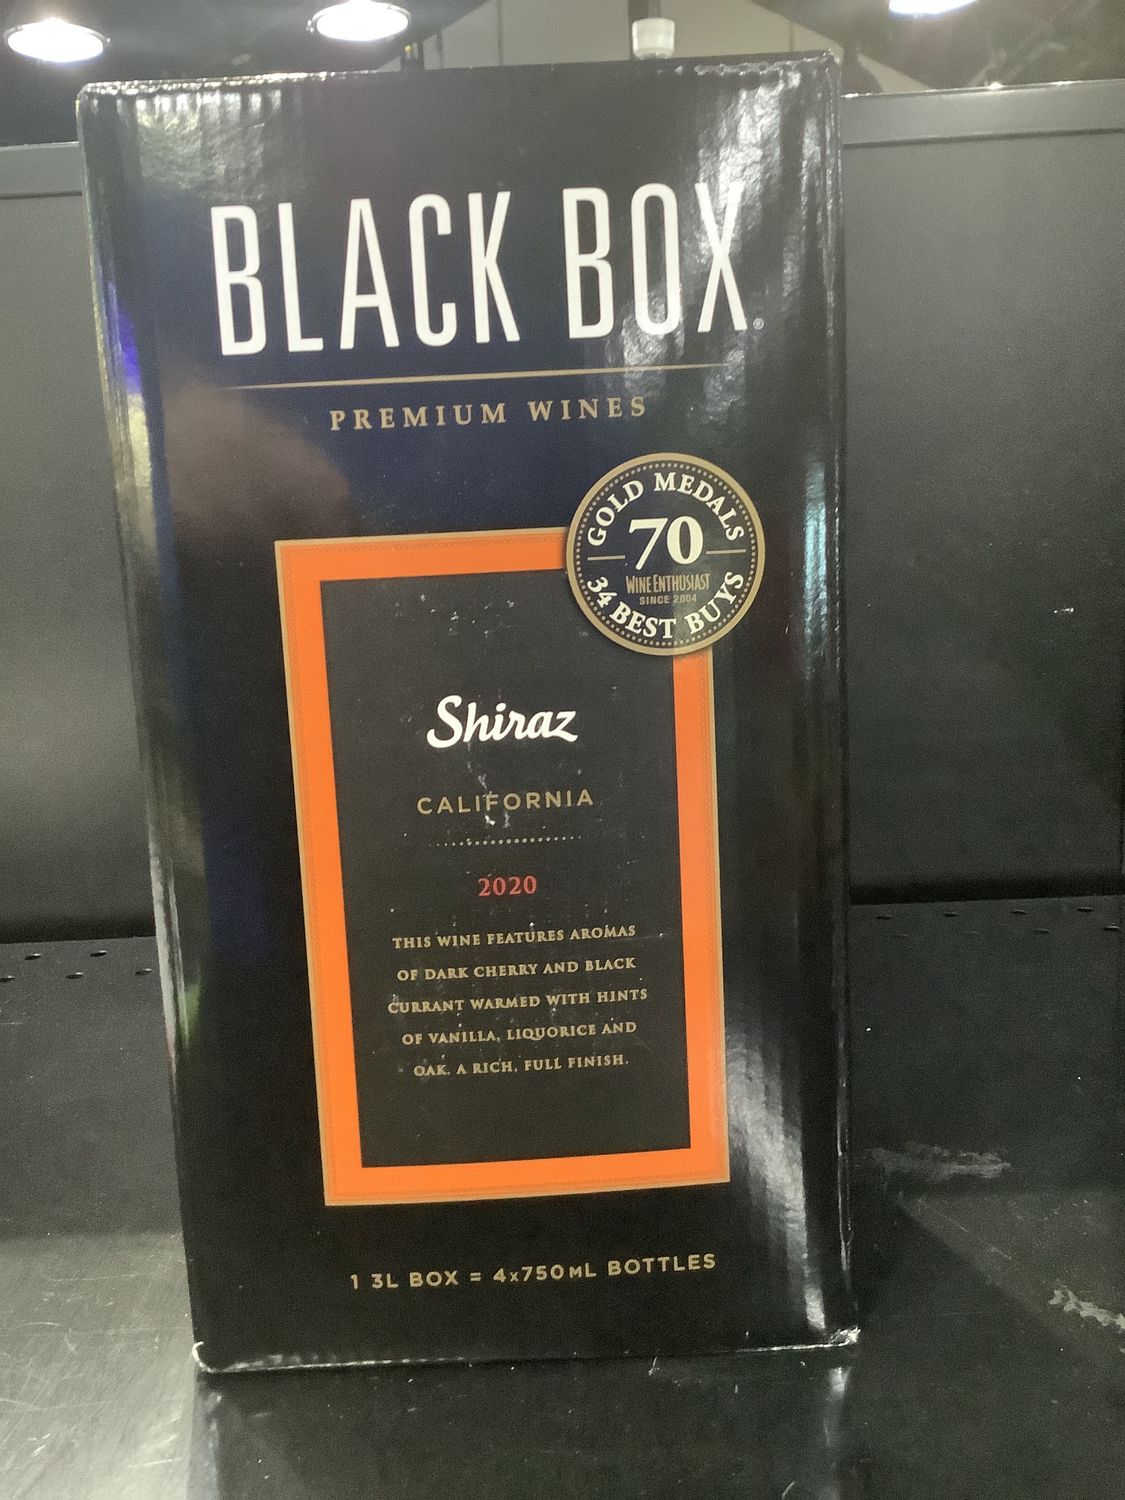 BLACK BOX®
PREMIUM WINES
GOLD MEDALS
70
WINE ENTHUSIAST
SINCE 2004
34 BEST BUYS
Shiraz
CALIFORNIA
2020
THIS WINE FEATURES AROMAS
OF DARK CHERRY AND BLACK
CURRANT WARMED WITH HINTS
OF VANILLA, LIQUORICE AND
OAK. A RICH, FULL FINISH.
1 3L BOX = 4x750ML BOTTLES